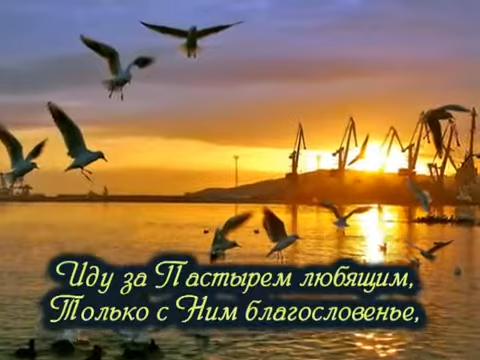 Иду за Пастырем любящим,
Только с Ним благословенье,